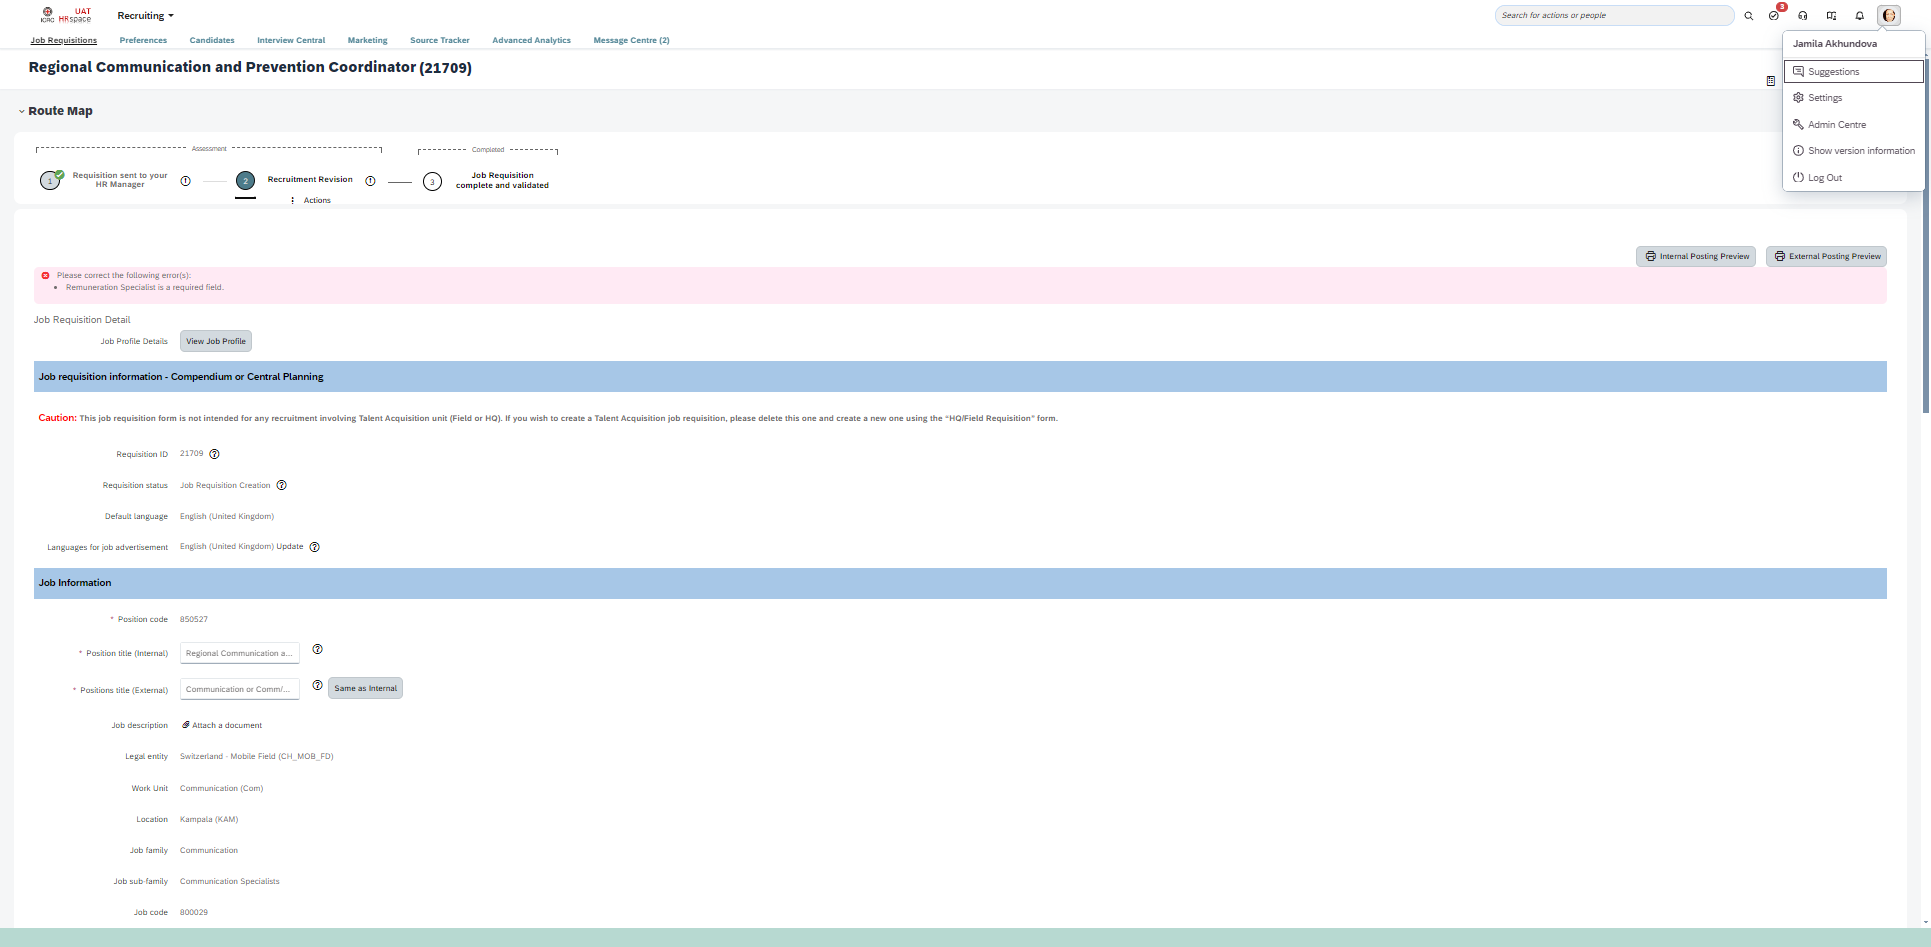 ICRC
UAT
HRspace
Recruiting
Search for actions or people
3
Job Requisitions
Preferences
Candidates
Interview Central
Marketing
Source Tracker
Advanced Analytics
Message Centre (2)
Jamila Akhundova
Suggestions
Settings
Admin Centre
Show version information
Log Out
Regional Communication and Prevention Coordinator (21709)
Route Map
Assessment
Completed
1
Requisition sent to your
HR Manager
2
Recruitment Revision
3
Job Requisition
complete and validated
Actions
Internal Posting Preview
External Posting Preview
Please correct the following error(s):
• Remuneration Specialist is a required field.
Job Requisition Detail
Job Profile Details
View Job Profile
Job requisition information - Compendium or Central Planning
Caution: This job requisition form is not intended for any recruitment involving Talent Acquisition unit (Field or HQ). If you wish to create a Talent Acquisition job requisition, please delete this one and create a new one using the “HQ/Field Requisition” form.
Requisition ID 21709
Requisition status Job Requisition Creation
Default language English (United Kingdom)
Languages for job advertisement English (United Kingdom) Update
Job Information
* Position code 850527
* Position title (Internal) Regional Communication a...
* Positions title (External) Communication or Comm/... Same as Internal
Job description Attach a document
Legal entity Switzerland - Mobile Field (CH_MOB_FD)
Work Unit Communication (Com)
Location Kampala (KAM)
Job family Communication
Job sub-family Communication Specialists
Job code 800029